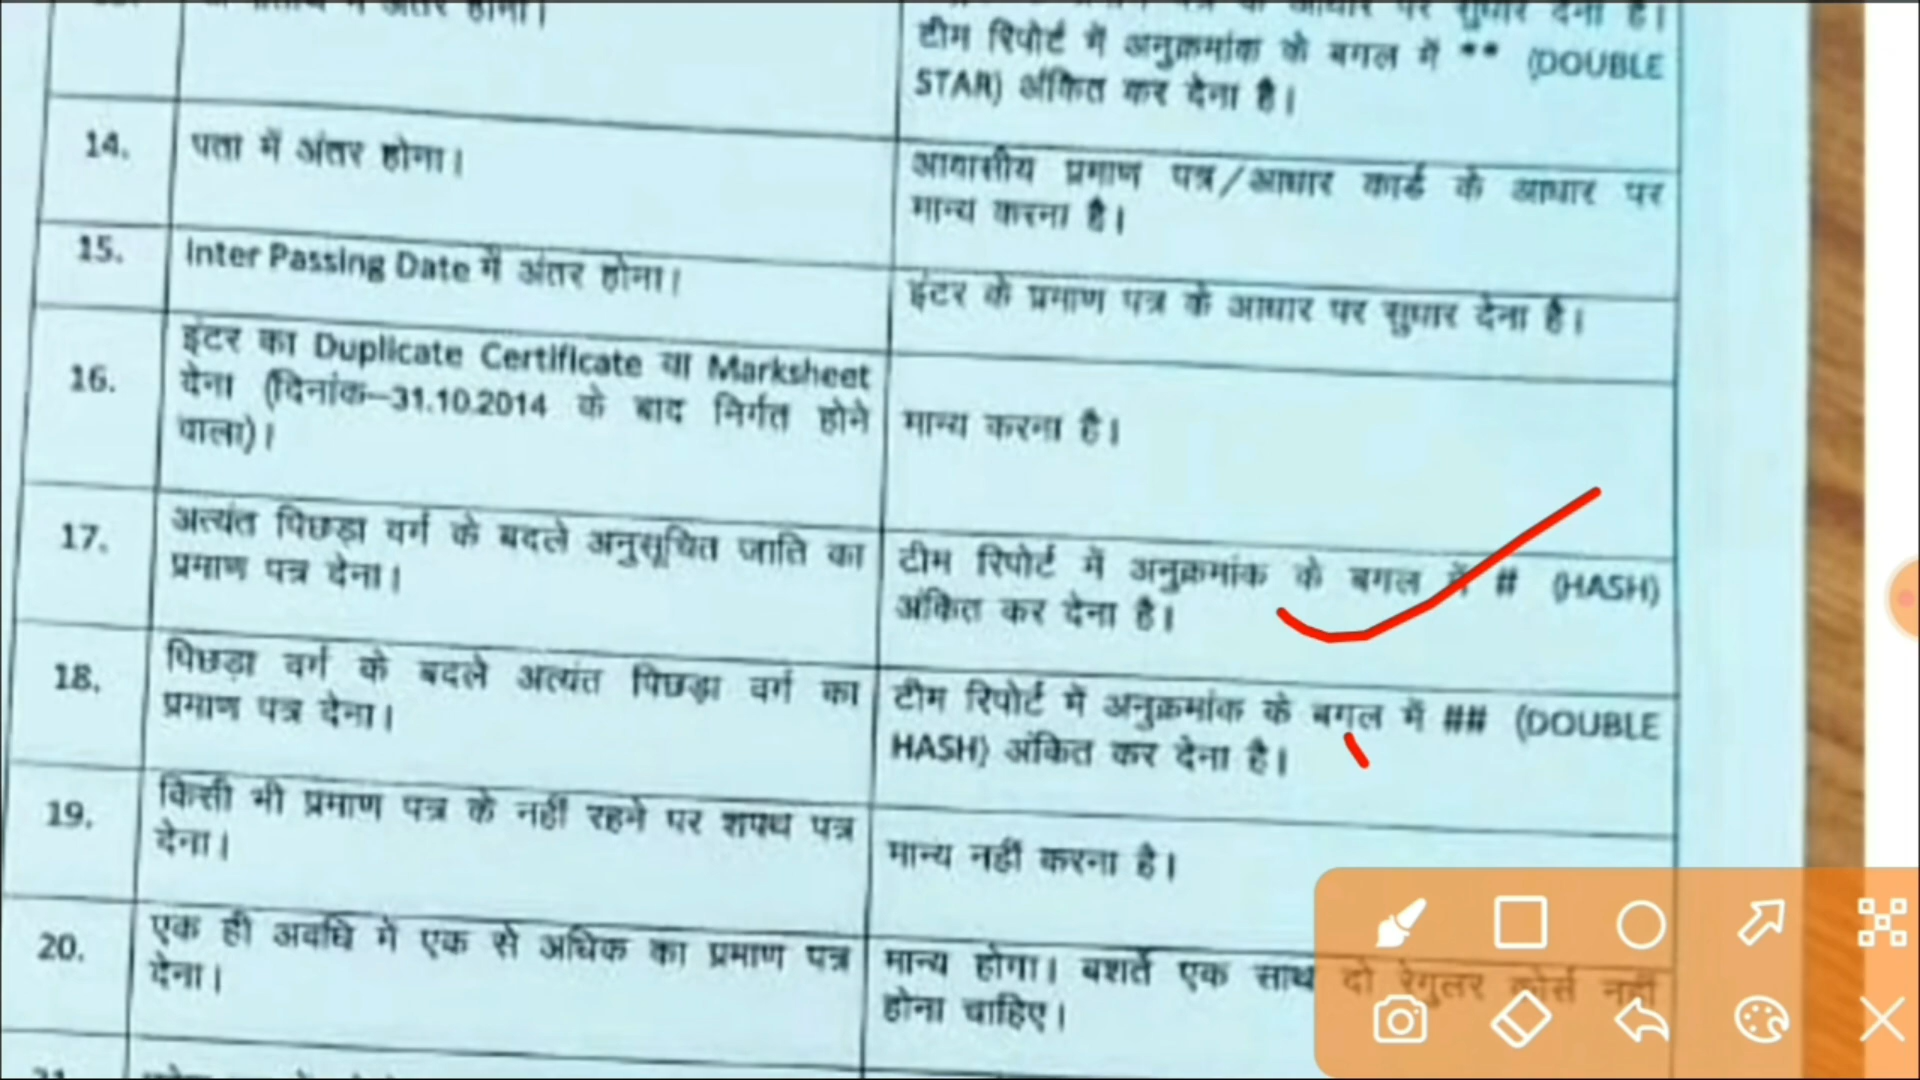 में अंतर होना।
के आधार पर सुधार देना है।
टीम रिपोर्ट में अनुक्रमांक के बगल में ** (DOUBLE
STAR) अंकित कर देना है।
14.
पता में अंतर होना।
आवासीय प्रमाण पत्र/आधार कार्ड के आधार पर
मान्य करना है।
15.
Inter Passing Date में अंतर होना।
इंटर के प्रमाण पत्र के आधार पर सुधार देना है।
16.
इंटर का Duplicate Certificate या Marksheet
देना (दिनांक–31.10.2014 के बाद निर्गत होने
वाला)।
मान्य करना है।
17.
अत्यंत पिछड़ा वर्ग के बदले अनुसूचित जाति का
प्रमाण पत्र देना।
टीम रिपोर्ट में अनुक्रमांक के बगल में # (HASH)
अंकित कर देना है।
18.
पिछड़ा वर्ग के बदले अत्यंत पिछड़ा वर्ग का
प्रमाण पत्र देना।
टीम रिपोर्ट में अनुक्रमांक के बगल में ## (DOUBLE
HASH) अंकित कर देना है।
19.
किसी भी प्रमाण पत्र के नहीं रहने पर शपथ पत्र
देना।
मान्य नहीं करना है।
20.
एक ही अवधि में एक से अधिक का प्रमाण पत्र
देना।
मान्य होगा। बशर्ते एक साथ दो रेगुलर कोर्स नहीं
होना चाहिए।